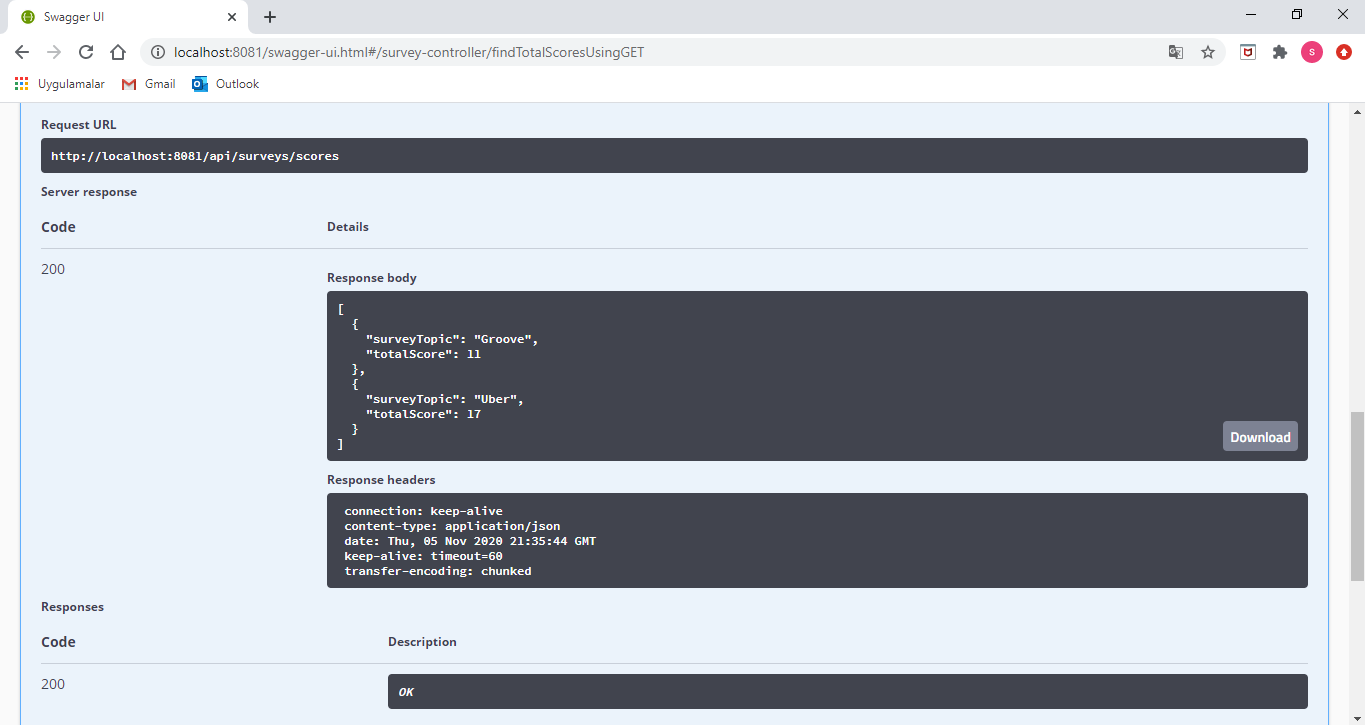 Swagger UI
localhost:8081/swagger-ui.html#/survey-controller/findTotalScoresUsingGET
S
Uygulamalar Gmail Outlook
Request URL
http://localhost:8081/api/surveys/scores
Server response
Code Details
200
Response body
[
{
"surveyTopic": "Groove",
"totalScore": 11
},
{
"surveyTopic": "Uber",
"totalScore": 17
}
]
Download
Response headers
connection: keep-alive
content-type: application/json
date: Thu, 05 Nov 2020 21:35:44 GMT
keep-alive: timeout=60
transfer-encoding: chunked
Responses
Code Description
200 OK